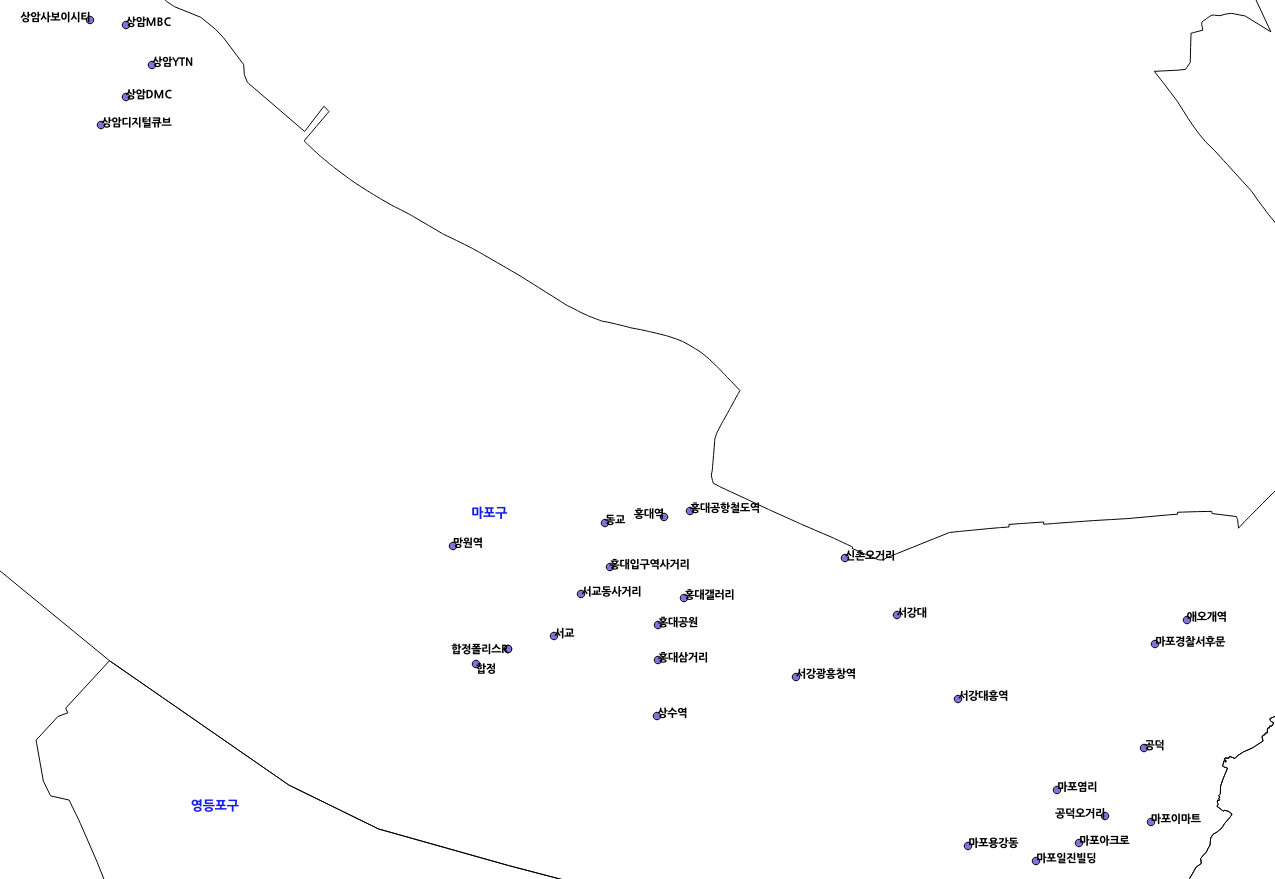 상암사보이시티
상암MBC
상암YTN
상암DMC
상암디지털큐브
마포구
동교
홍대역
홍대공항철도역
망원역
신촌오거리
홍대입구역사거리
서교동사거리
홍대갤러리
서강대
애오개역
홍대공원
서교
마포경찰서후문
합정폴리스R
홍대삼거리
합정
서강광흥창역
서강대흥역
상수역
공덕
마포염리
영등포구
공덕오거리
마포이마트
마포용강동
마포아크로
마포일진빌딩